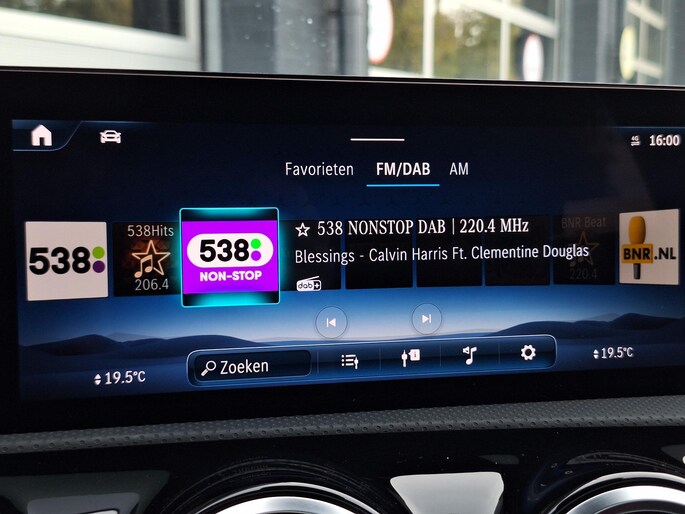 4G 16:00
Favorieten FM/DAB AM
538
538Hits
206.4
538
NON-STOP
538 NONSTOP DAB | 220.4 MHz
Blessings - Calvin Harris Ft. Clementine Douglas
dab+
BNR Beat
220.4
BNR.NL
19.5°C
Zoeken
19.5°C